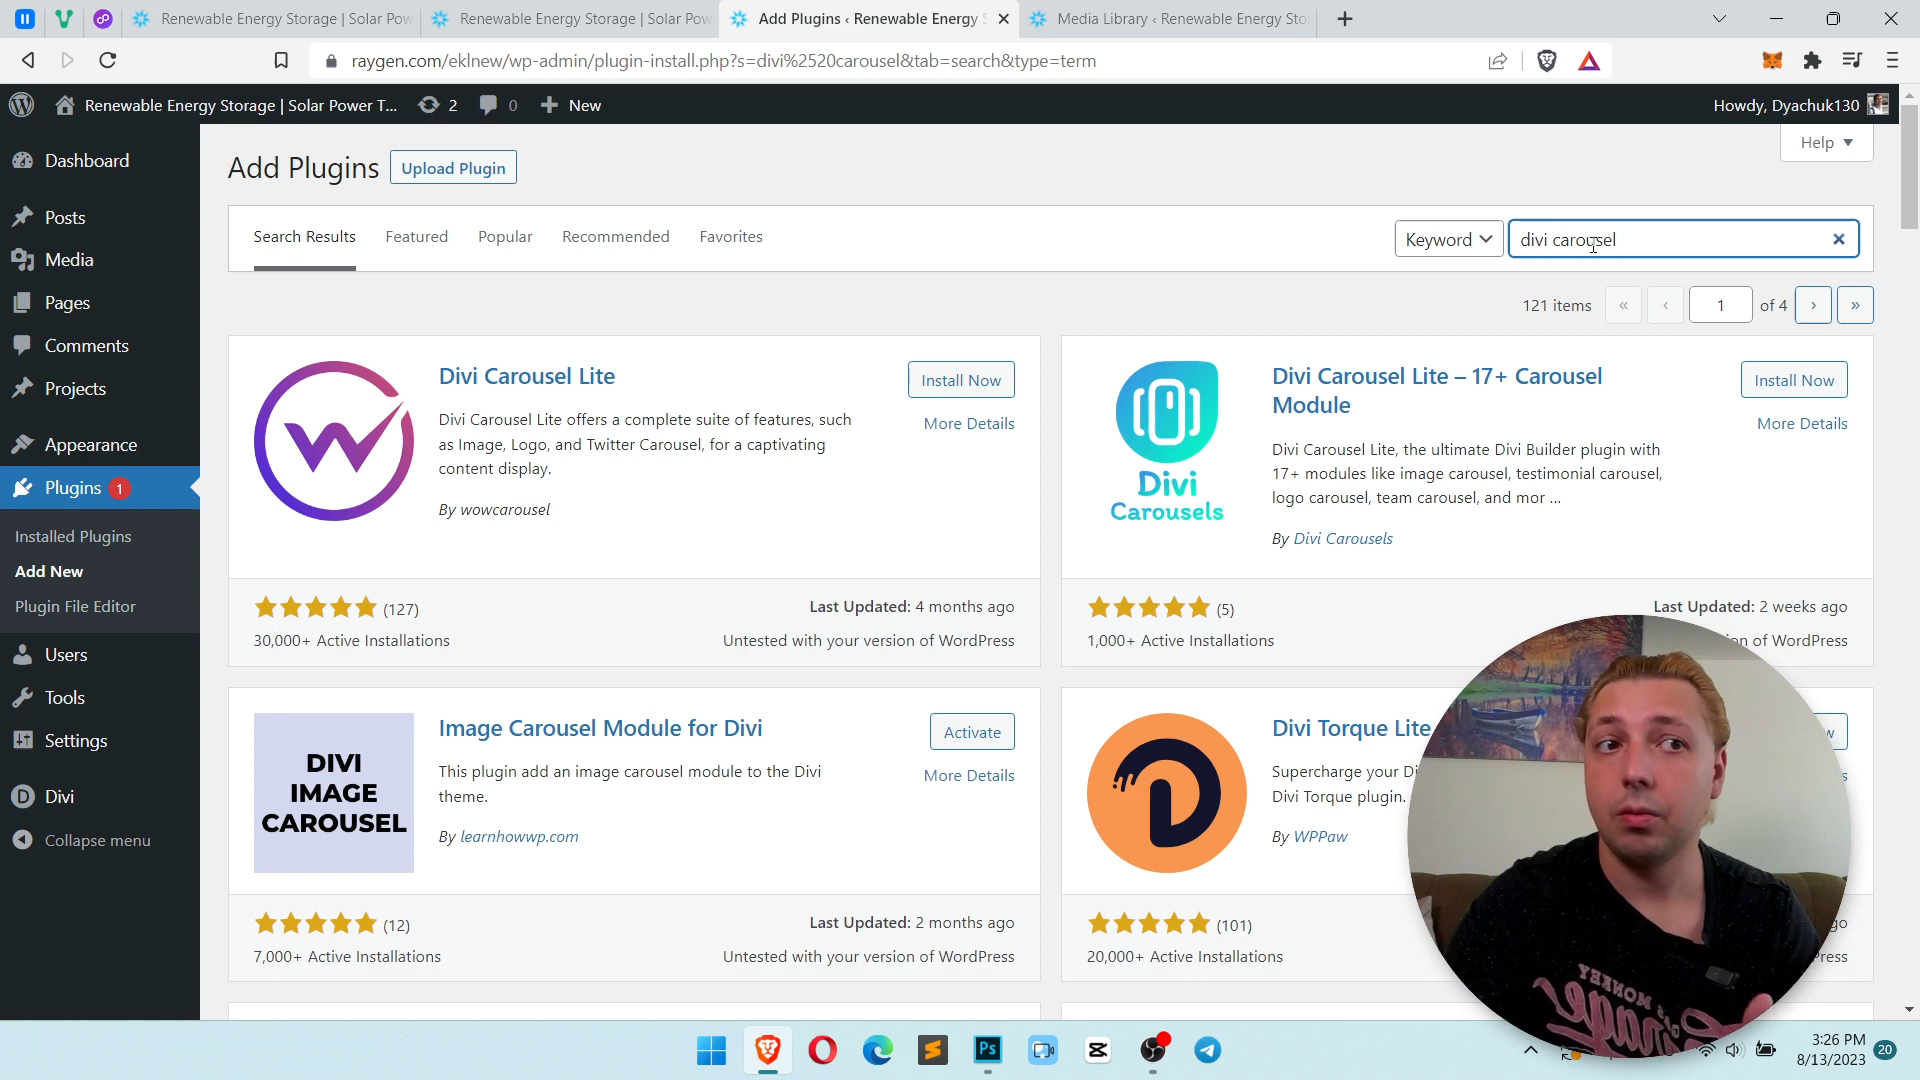 Renewable Energy Storage | Solar Pow
Renewable Energy Storage | Solar Pow
Add Plugins ‹ Renewable Energy S
Media Library ‹ Renewable Energy Stor
raygen.com/eklnew/wp-admin/plugin-install.php?s=divi%2520carousel&tab=search&type=term
Renewable Energy Storage | Solar Power T...
2
0
New
Howdy, Dyachuk130
Dashboard
Posts
Media
Pages
Comments
Projects
Appearance
Plugins 1
Installed Plugins
Add New
Plugin File Editor
Users
Tools
Settings
Divi
Collapse menu
Help
Add Plugins
Upload Plugin
Search Results
Featured
Popular
Recommended
Favorites
Keyword
divi carousel
121 items
«
‹
1
of 4
›
»
Divi Carousel Lite
Install Now
More Details
Divi Carousel Lite offers a complete suite of features, such
as Image, Logo, and Twitter Carousel, for a captivating
content display.
By wowcarousel
(127)
30,000+ Active Installations
Last Updated: 4 months ago
Untested with your version of WordPress
Divi
Carousels
Divi Carousel Lite – 17+ Carousel
Module
Install Now
More Details
Divi Carousel Lite, the ultimate Divi Builder plugin with
17+ modules like image carousel, testimonial carousel,
logo carousel, team carousel, and mor ...
By Divi Carousels
(5)
1,000+ Active Installations
Last Updated: 2 weeks ago
on of WordPress
DIVI
IMAGE
CAROUSEL
Image Carousel Module for Divi
Activate
More Details
This plugin add an image carousel module to the Divi
theme.
By learnhowwp.com
(12)
7,000+ Active Installations
Last Updated: 2 months ago
Untested with your version of WordPress
Divi Torque Lite
w
s
Supercharge your Di
Divi Torque plugin.
By WPPaw
(101)
20,000+ Active Installations
go
Press
Ps
3:26 PM
8/13/2023
20